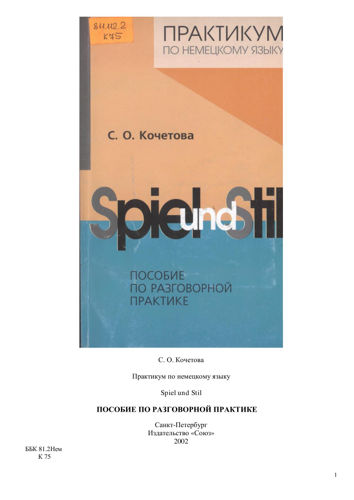 81.112.2
К75
ПРАКТИКУМ
ПО НЕМЕЦКОМУ ЯЗЫКУ
С. О. Кочетова
Spiel und Stil
ПОСОБИЕ
ПО РАЗГОВОРНОЙ
ПРАКТИКЕ
С. О. Кочетова
Практикум по немецкому языку
Spiel und Stil
ПОСОБИЕ ПО РАЗГОВОРНОЙ ПРАКТИКЕ
Санкт-Петербург
Издательство «Союз»
2002
ББК 81.2Нем
К 75
1